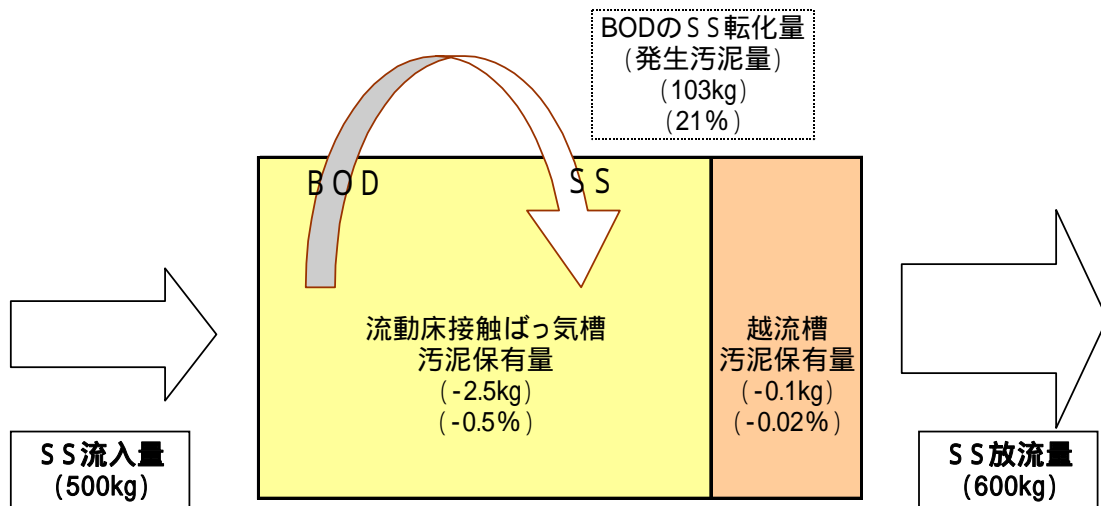 BODのＳＳ転化量
(発生汚泥量)
(103kg)
(21%)
ＢＯＤ
ＳＳ
流動床接触ばっ気槽
汚泥保有量
(-2.5kg)
(-0.5%)
越流槽
汚泥保有量
(-0.1kg)
(-0.02%)
ＳＳ流入量
(500kg)
ＳＳ放流量
(600kg)